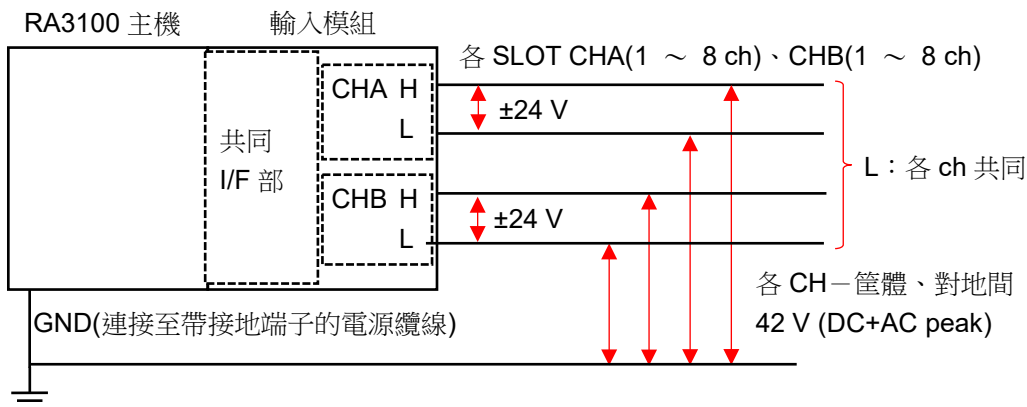 RA3100 主機
輸入模組
各 SLOT CHA(1 ～ 8 ch)、CHB(1 ～ 8 ch)
CHA H
L
±24 V
共同
I/F 部
L：各 ch 共同
CHB H
L
±24 V
各 CH－筐體、對地間
42 V (DC+AC peak)
GND(連接至帶接地端子的電源纜線)